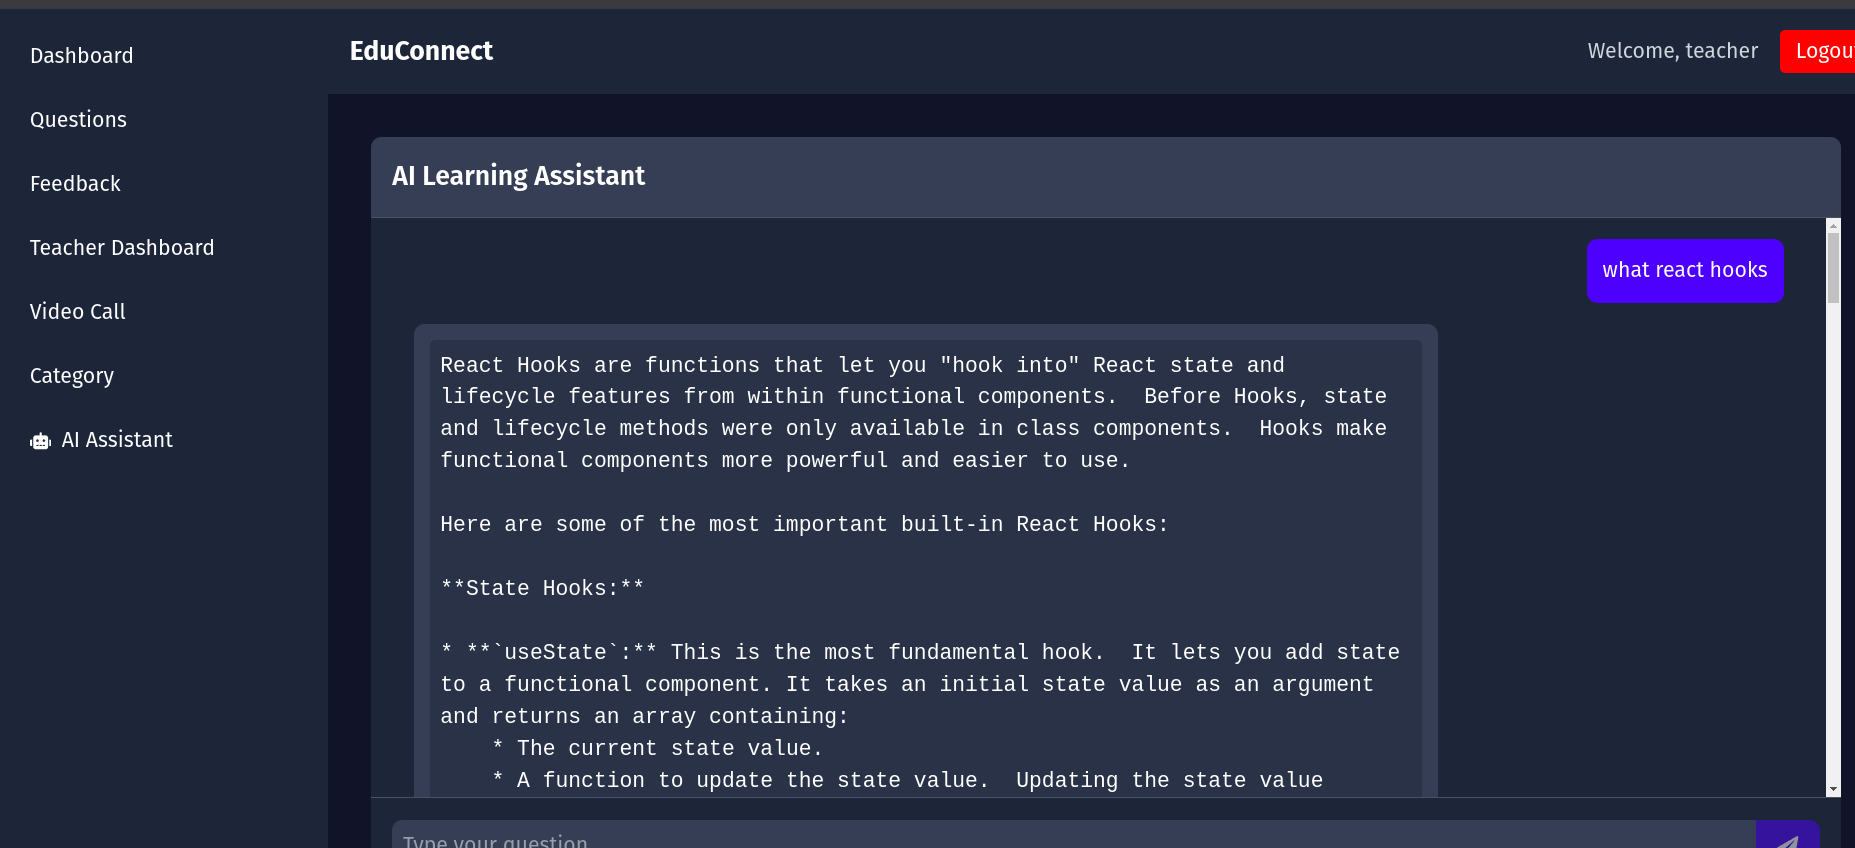 Dashboard
Questions
Feedback
Teacher Dashboard
Video Call
Category
AI Assistant
EduConnect
Welcome, teacher
Logou
AI Learning Assistant
what react hooks
React Hooks are functions that let you "hook into" React state and
lifecycle features from within functional components.  Before Hooks, state
and lifecycle methods were only available in class components.  Hooks make
functional components more powerful and easier to use.
Here are some of the most important built-in React Hooks:
**State Hooks:**
* **`useState`:** This is the most fundamental hook.  It lets you add state
to a functional component. It takes an initial state value as an argument
and returns an array containing:
    * The current state value.
    * A function to update the state value.  Updating the state value
Type your question